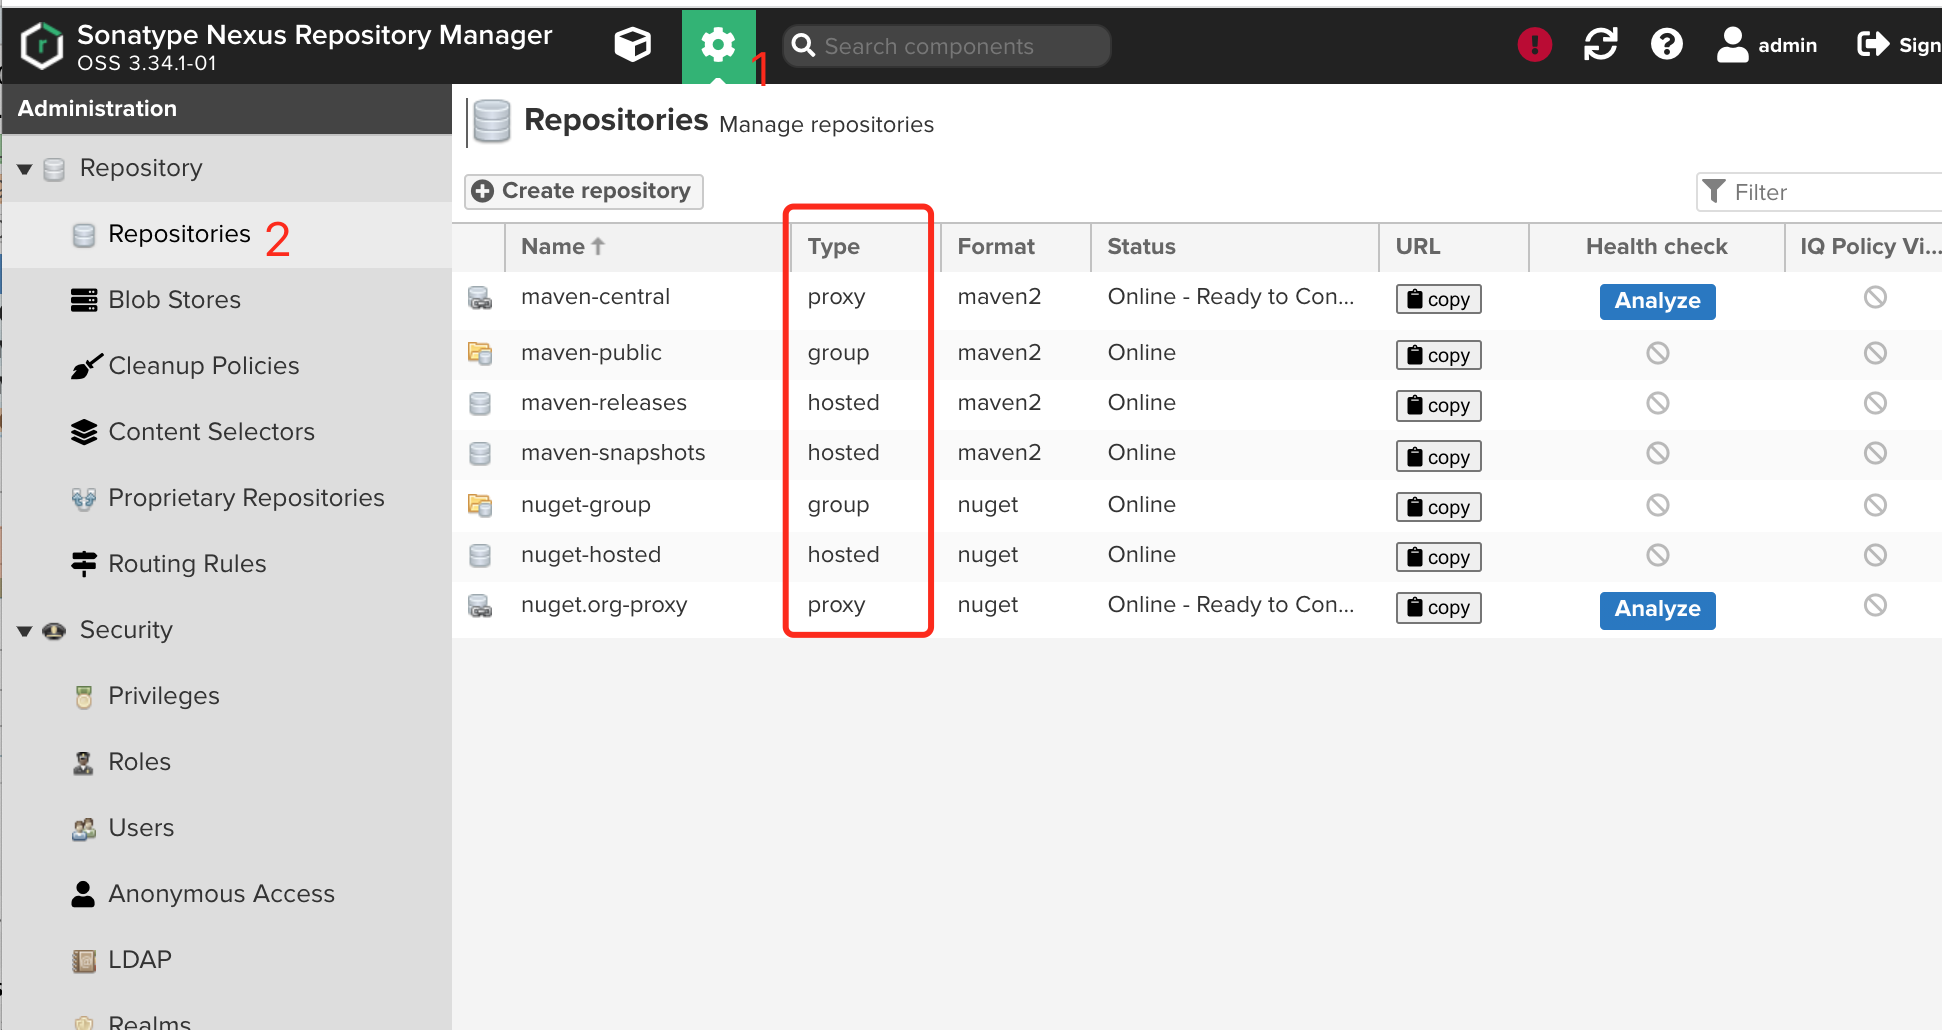 Sonatype Nexus Repository Manager
OSS 3.34.1-01
1
Search components
admin
Sign
Administration
Repository
Repositories 2
Blob Stores
Cleanup Policies
Content Selectors
Proprietary Repositories
Routing Rules
Security
Privileges
Roles
Users
Anonymous Access
LDAP
Realms
Repositories Manage repositories
Create repository
Filter
Name Type Format Status URL Health check IQ Policy Vi...
maven-central proxy maven2 Online - Ready to Con... copy Analyze
maven-public group maven2 Online copy
maven-releases hosted maven2 Online copy
maven-snapshots hosted maven2 Online copy
nuget-group group nuget Online copy
nuget-hosted hosted nuget Online copy
nuget.org-proxy proxy nuget Online - Ready to Con... copy Analyze